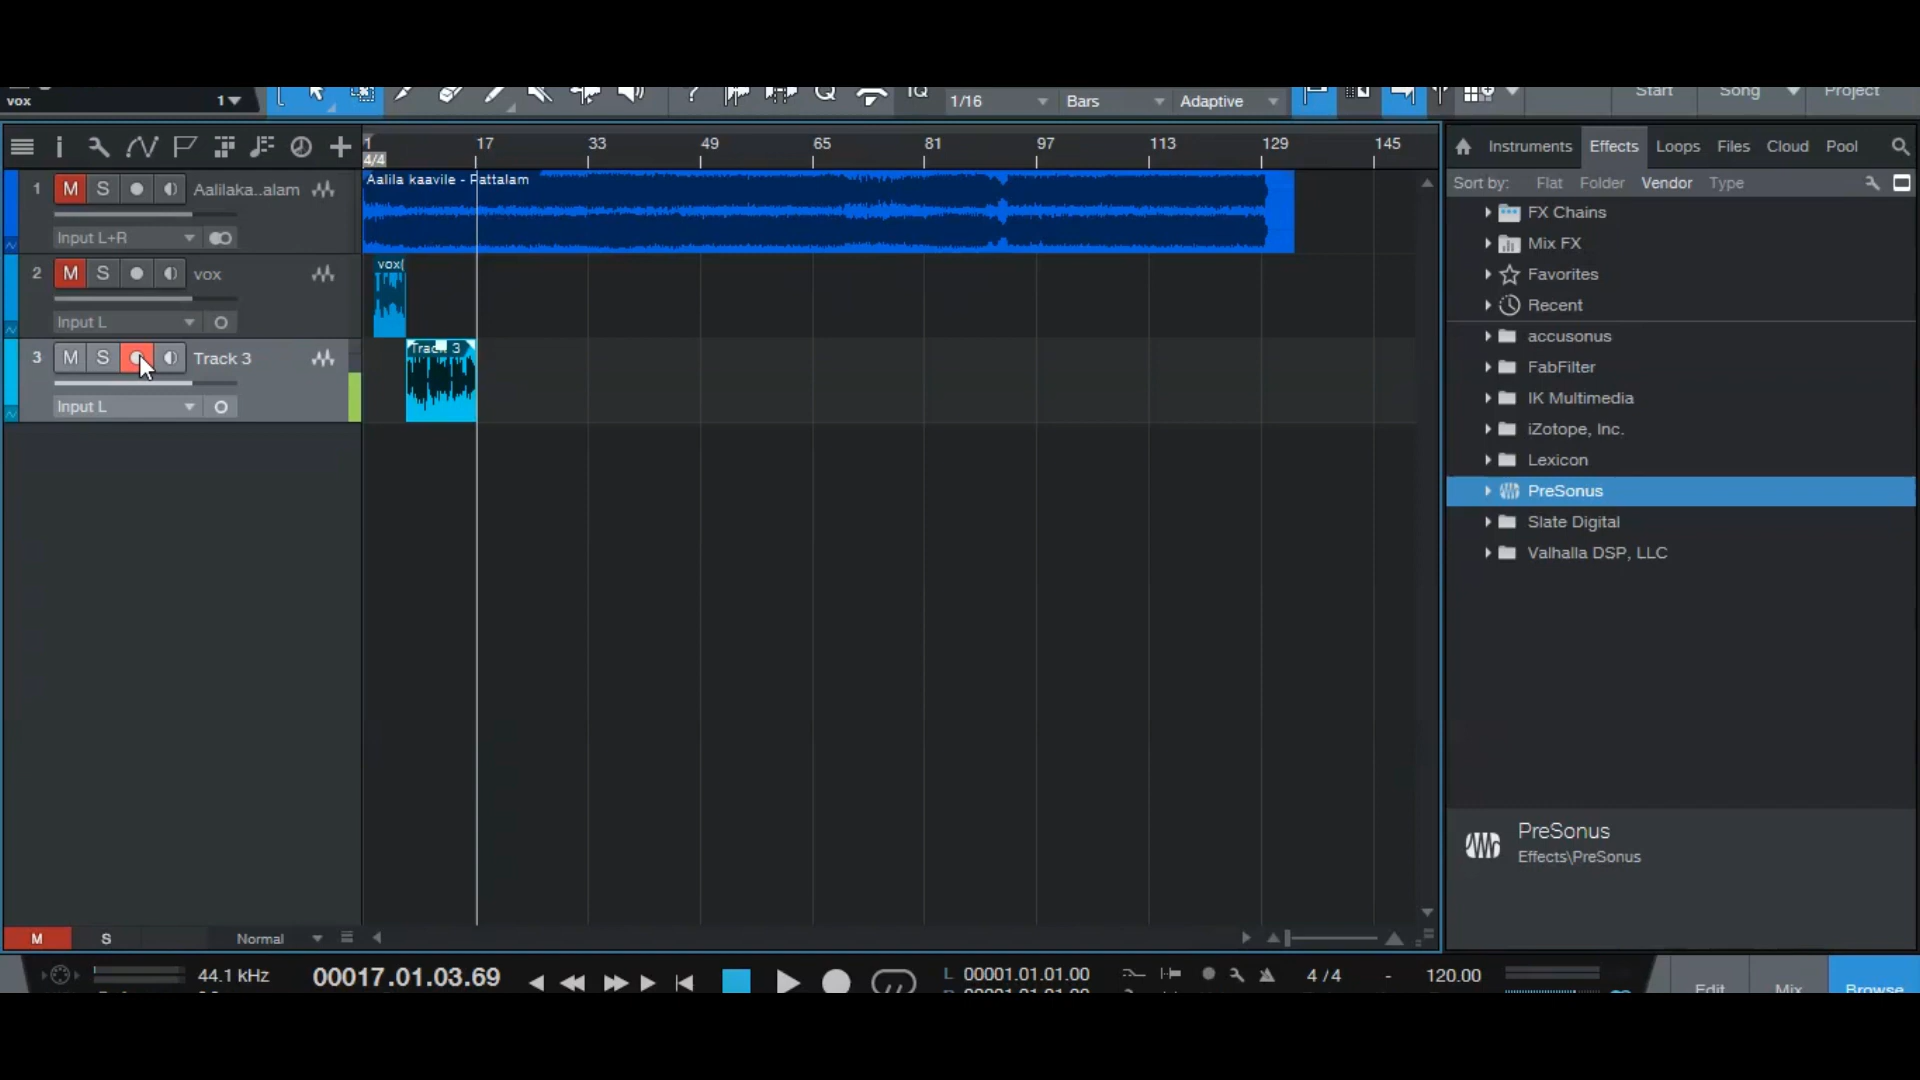 vox 1
IQ 1/16 Bars Adaptive Start Song Project
1 17 33 49 65 81 97 113 129 145
4/4
Instruments Effects Loops Files Cloud Pool
Sort by: Flat Folder Vendor Type
1 M S Aalilaka..alam
Input L+R
Aalila kaavile - Pattalam
2 M S vox
Input L
vox(
3 M S Track 3
Input L
Track 3
FX Chains
Mix FX
Favorites
Recent
accusonus
FabFilter
IK Multimedia
iZotope, Inc.
Lexicon
PreSonus
Slate Digital
Valhalla DSP, LLC
PreSonus
Effects\PreSonus
M S Normal
44.1 kHz 00017.01.03.69 L 00001.01.01.00 4 / 4 - 120.00
Edit Mix Browse